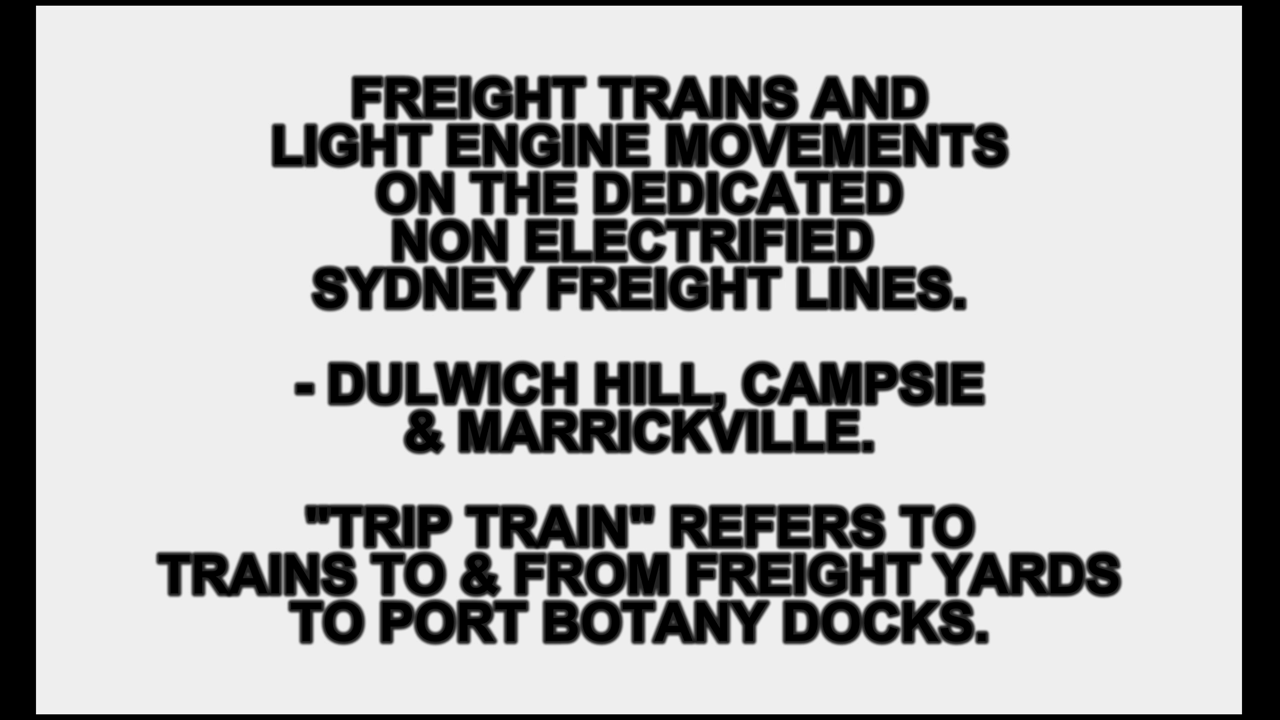 FREIGHT TRAINS AND
LIGHT ENGINE MOVEMENTS
ON THE DEDICATED
NON ELECTRIFIED
SYDNEY FREIGHT LINES.
- DULWICH HILL, CAMPSIE
& MARRICKVILLE.
"TRIP TRAIN" REFERS TO
TRAINS TO & FROM FREIGHT YARDS
TO PORT BOTANY DOCKS.